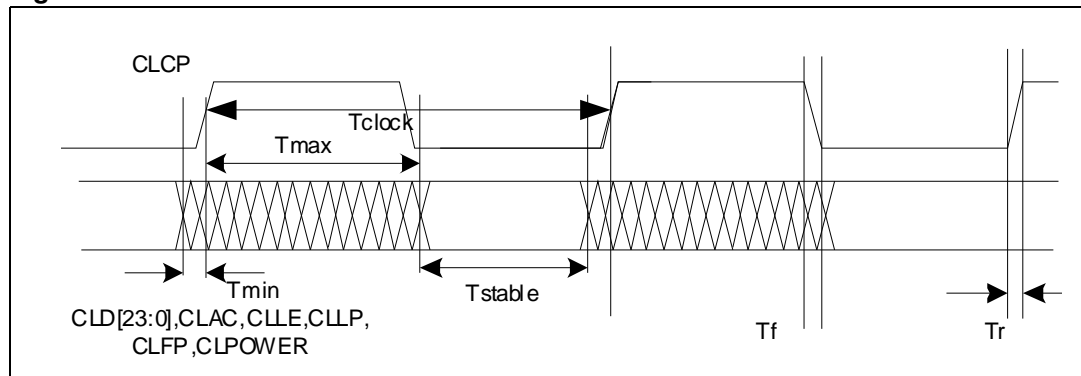 CLCP
Tclock
Tmax
Tmin
Tstable
CLD[23:0],CLAC,CLLE,CLLP,
CLFP,CLPOWER
Tf
Tr